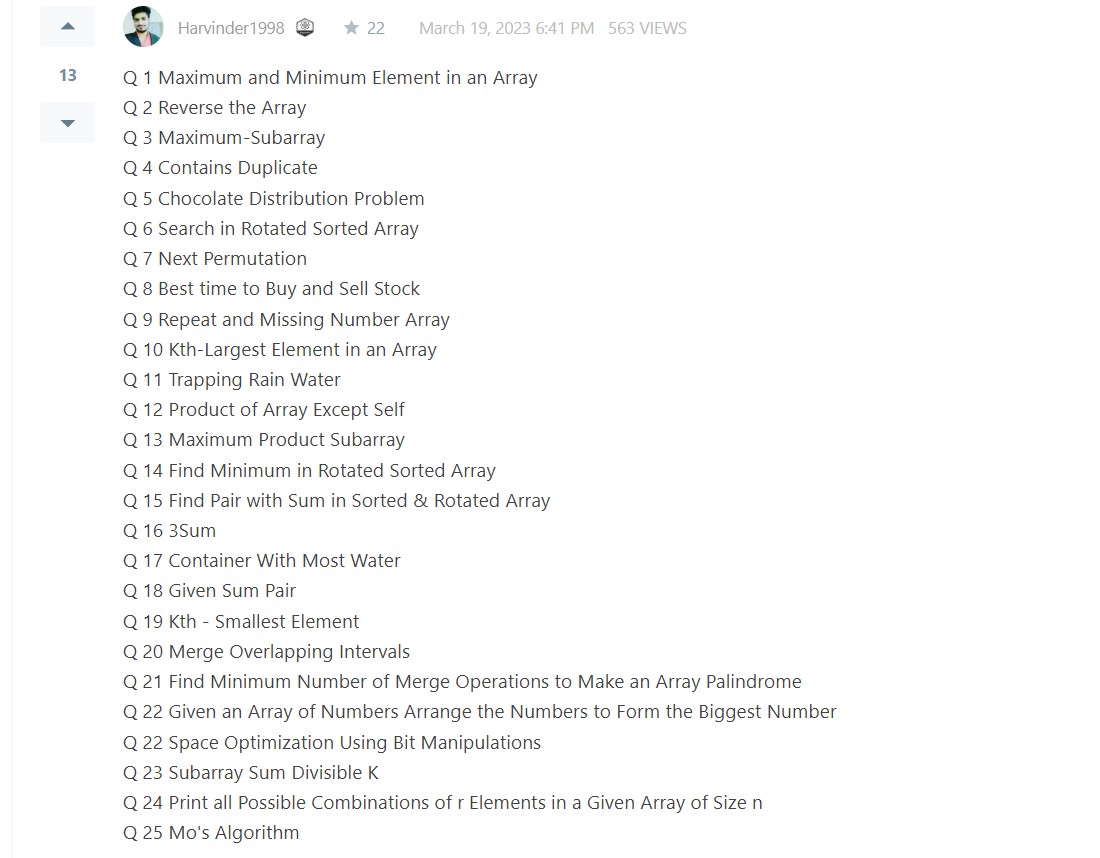 Harvinder1998 22 March 19, 2023 6:41 PM 563 VIEWS
13
Q 1 Maximum and Minimum Element in an Array
Q 2 Reverse the Array
Q 3 Maximum-Subarray
Q 4 Contains Duplicate
Q 5 Chocolate Distribution Problem
Q 6 Search in Rotated Sorted Array
Q 7 Next Permutation
Q 8 Best time to Buy and Sell Stock
Q 9 Repeat and Missing Number Array
Q 10 Kth-Largest Element in an Array
Q 11 Trapping Rain Water
Q 12 Product of Array Except Self
Q 13 Maximum Product Subarray
Q 14 Find Minimum in Rotated Sorted Array
Q 15 Find Pair with Sum in Sorted & Rotated Array
Q 16 3Sum
Q 17 Container With Most Water
Q 18 Given Sum Pair
Q 19 Kth - Smallest Element
Q 20 Merge Overlapping Intervals
Q 21 Find Minimum Number of Merge Operations to Make an Array Palindrome
Q 22 Given an Array of Numbers Arrange the Numbers to Form the Biggest Number
Q 22 Space Optimization Using Bit Manipulations
Q 23 Subarray Sum Divisible K
Q 24 Print all Possible Combinations of r Elements in a Given Array of Size n
Q 25 Mo's Algorithm